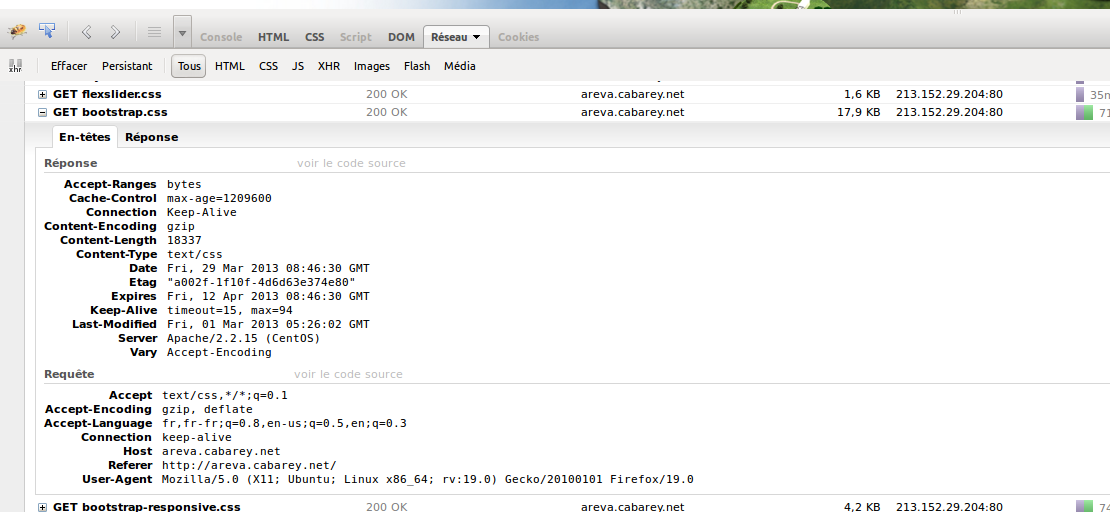 Console HTML CSS Script DOM Réseau Cookies
xhr Effacer Persistant Tous HTML CSS JS XHR Images Flash Média
GET flexslider.css 200 OK areva.cabarey.net 1,6 KB 213.152.29.204:80
GET bootstrap.css 200 OK areva.cabarey.net 17,9 KB 213.152.29.204:80
En-têtes Réponse
Réponse voir le code source
Accept-Ranges bytes
Cache-Control max-age=1209600
Connection Keep-Alive
Content-Encoding gzip
Content-Length 18337
Content-Type text/css
Date Fri, 29 Mar 2013 08:46:30 GMT
Etag "a002f-1f10f-4d6d63e374e80"
Expires Fri, 12 Apr 2013 08:46:30 GMT
Keep-Alive timeout=15, max=94
Last-Modified Fri, 01 Mar 2013 05:26:02 GMT
Server Apache/2.2.15 (CentOS)
Vary Accept-Encoding
Requête voir le code source
Accept text/css,*/*;q=0.1
Accept-Encoding gzip, deflate
Accept-Language fr,fr-fr;q=0.8,en-us;q=0.5,en;q=0.3
Connection keep-alive
Host areva.cabarey.net
Referer http://areva.cabarey.net/
User-Agent Mozilla/5.0 (X11; Ubuntu; Linux x86_64; rv:19.0) Gecko/20100101 Firefox/19.0
GET bootstrap-responsive.css 200 OK areva.cabarey.net 4,2 KB 213.152.29.204:80